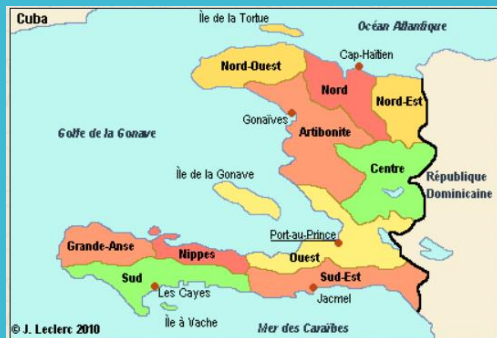 Cuba
Île de la Tortue
Océan Atlantique
Cap-Haïtien
Nord-Ouest
Nord
Nord-Est
Gonaïves
Artibonite
Golfe de la Gonave
Centre
République
Dominicaine
Île de la Gonave
Port-au-Prince
Grande-Anse
Nippes
Ouest
Sud
Sud-Est
Les Cayes
Jacmel
Île à Vache
© J. Leclerc 2010
Mer des Caraïbes